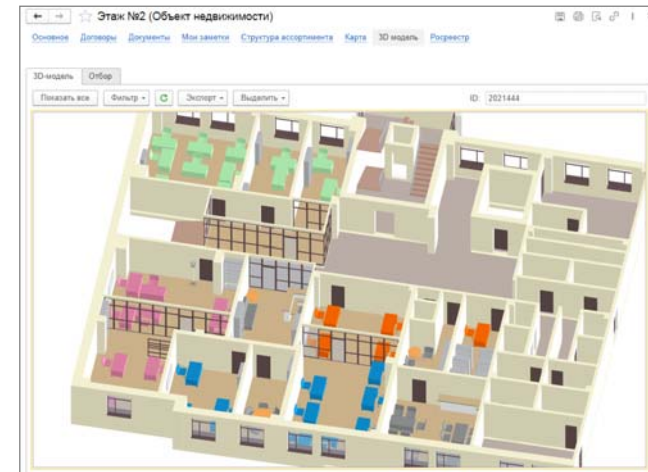 Этаж №2 (Объект недвижимости)
Основное Договоры Документы Мои заметки Структура ассортимента Карта 3D модель Росреестр
3D-модель Отбор
Показать все Фильтр Экспорт Выделить ID: 2021444